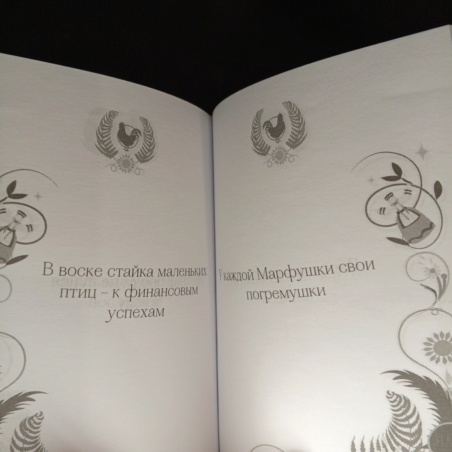 В воске стайка маленьких
птиц – к финансовым
успехам
У каждой Марфушки свои
погремушки